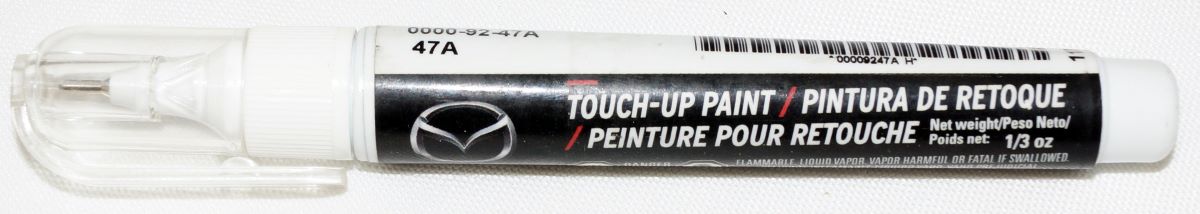 0000-92-47A
47A
*00009247A H*
TOUCH-UP PAINT / PINTURA DE RETOQUE
/ PEINTURE POUR RETOUCHE
Net weight/Peso Neto/
Poids net: 1/3 oz
DANGER
FLAMMABLE, LIQUID VAPOR. VAPOR HARMFUL OR FATAL IF SWALLOWED.